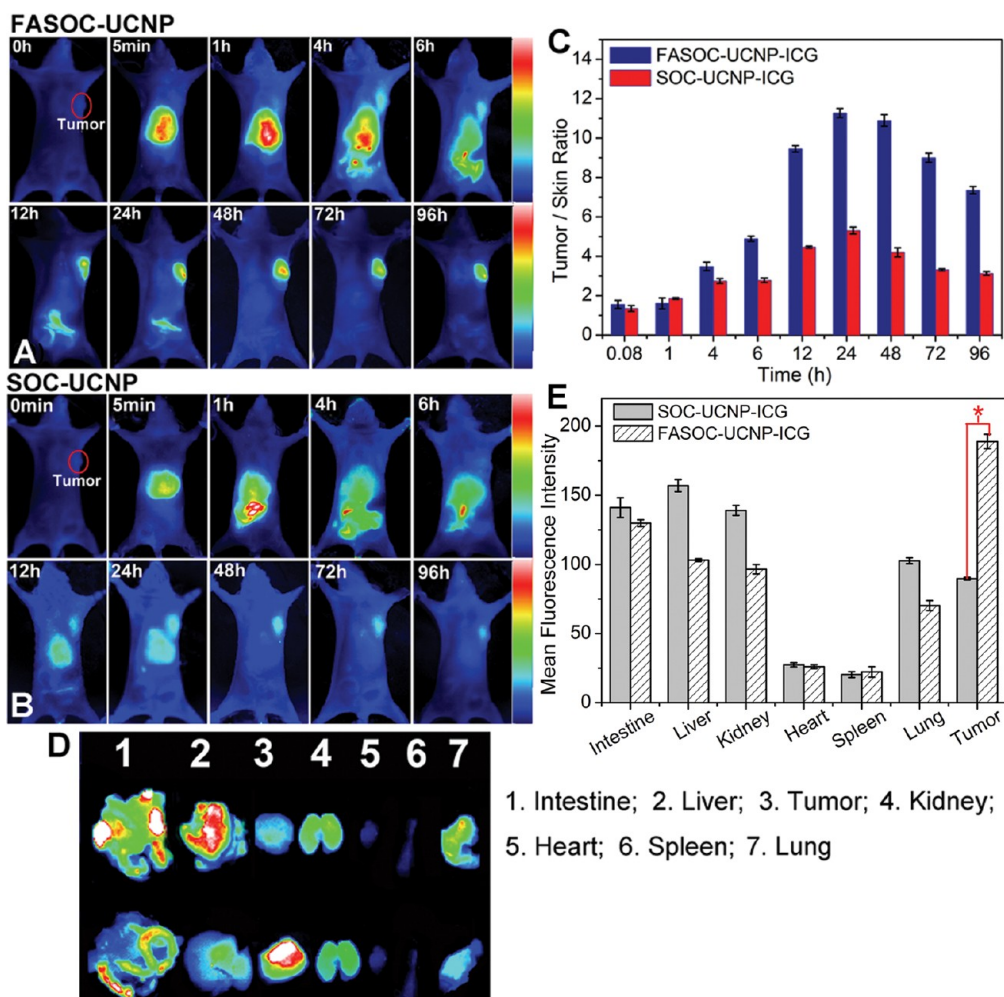 FASOC-UCNP
0h 5min 1h 4h 6h
Tumor
12h 24h 48h 72h 96h
A
SOC-UCNP
0min 5min 1h 4h 6h
Tumor
12h 24h 48h 72h 96h
B
C
FASOC-UCNP-ICG
SOC-UCNP-ICG
Tumor / Skin Ratio
14
12
10
8
6
4
2
0
0.08 1 4 6 12 24 48 72 96
Time (h)
E
SOC-UCNP-ICG
FASOC-UCNP-ICG
*
Mean Fluorescence Intensity
200
150
100
50
0
Intestine Liver Kidney Heart Spleen Lung Tumor
D
1 2 3 4 5 6 7
1. Intestine; 2. Liver; 3. Tumor; 4. Kidney;
5. Heart; 6. Spleen; 7. Lung